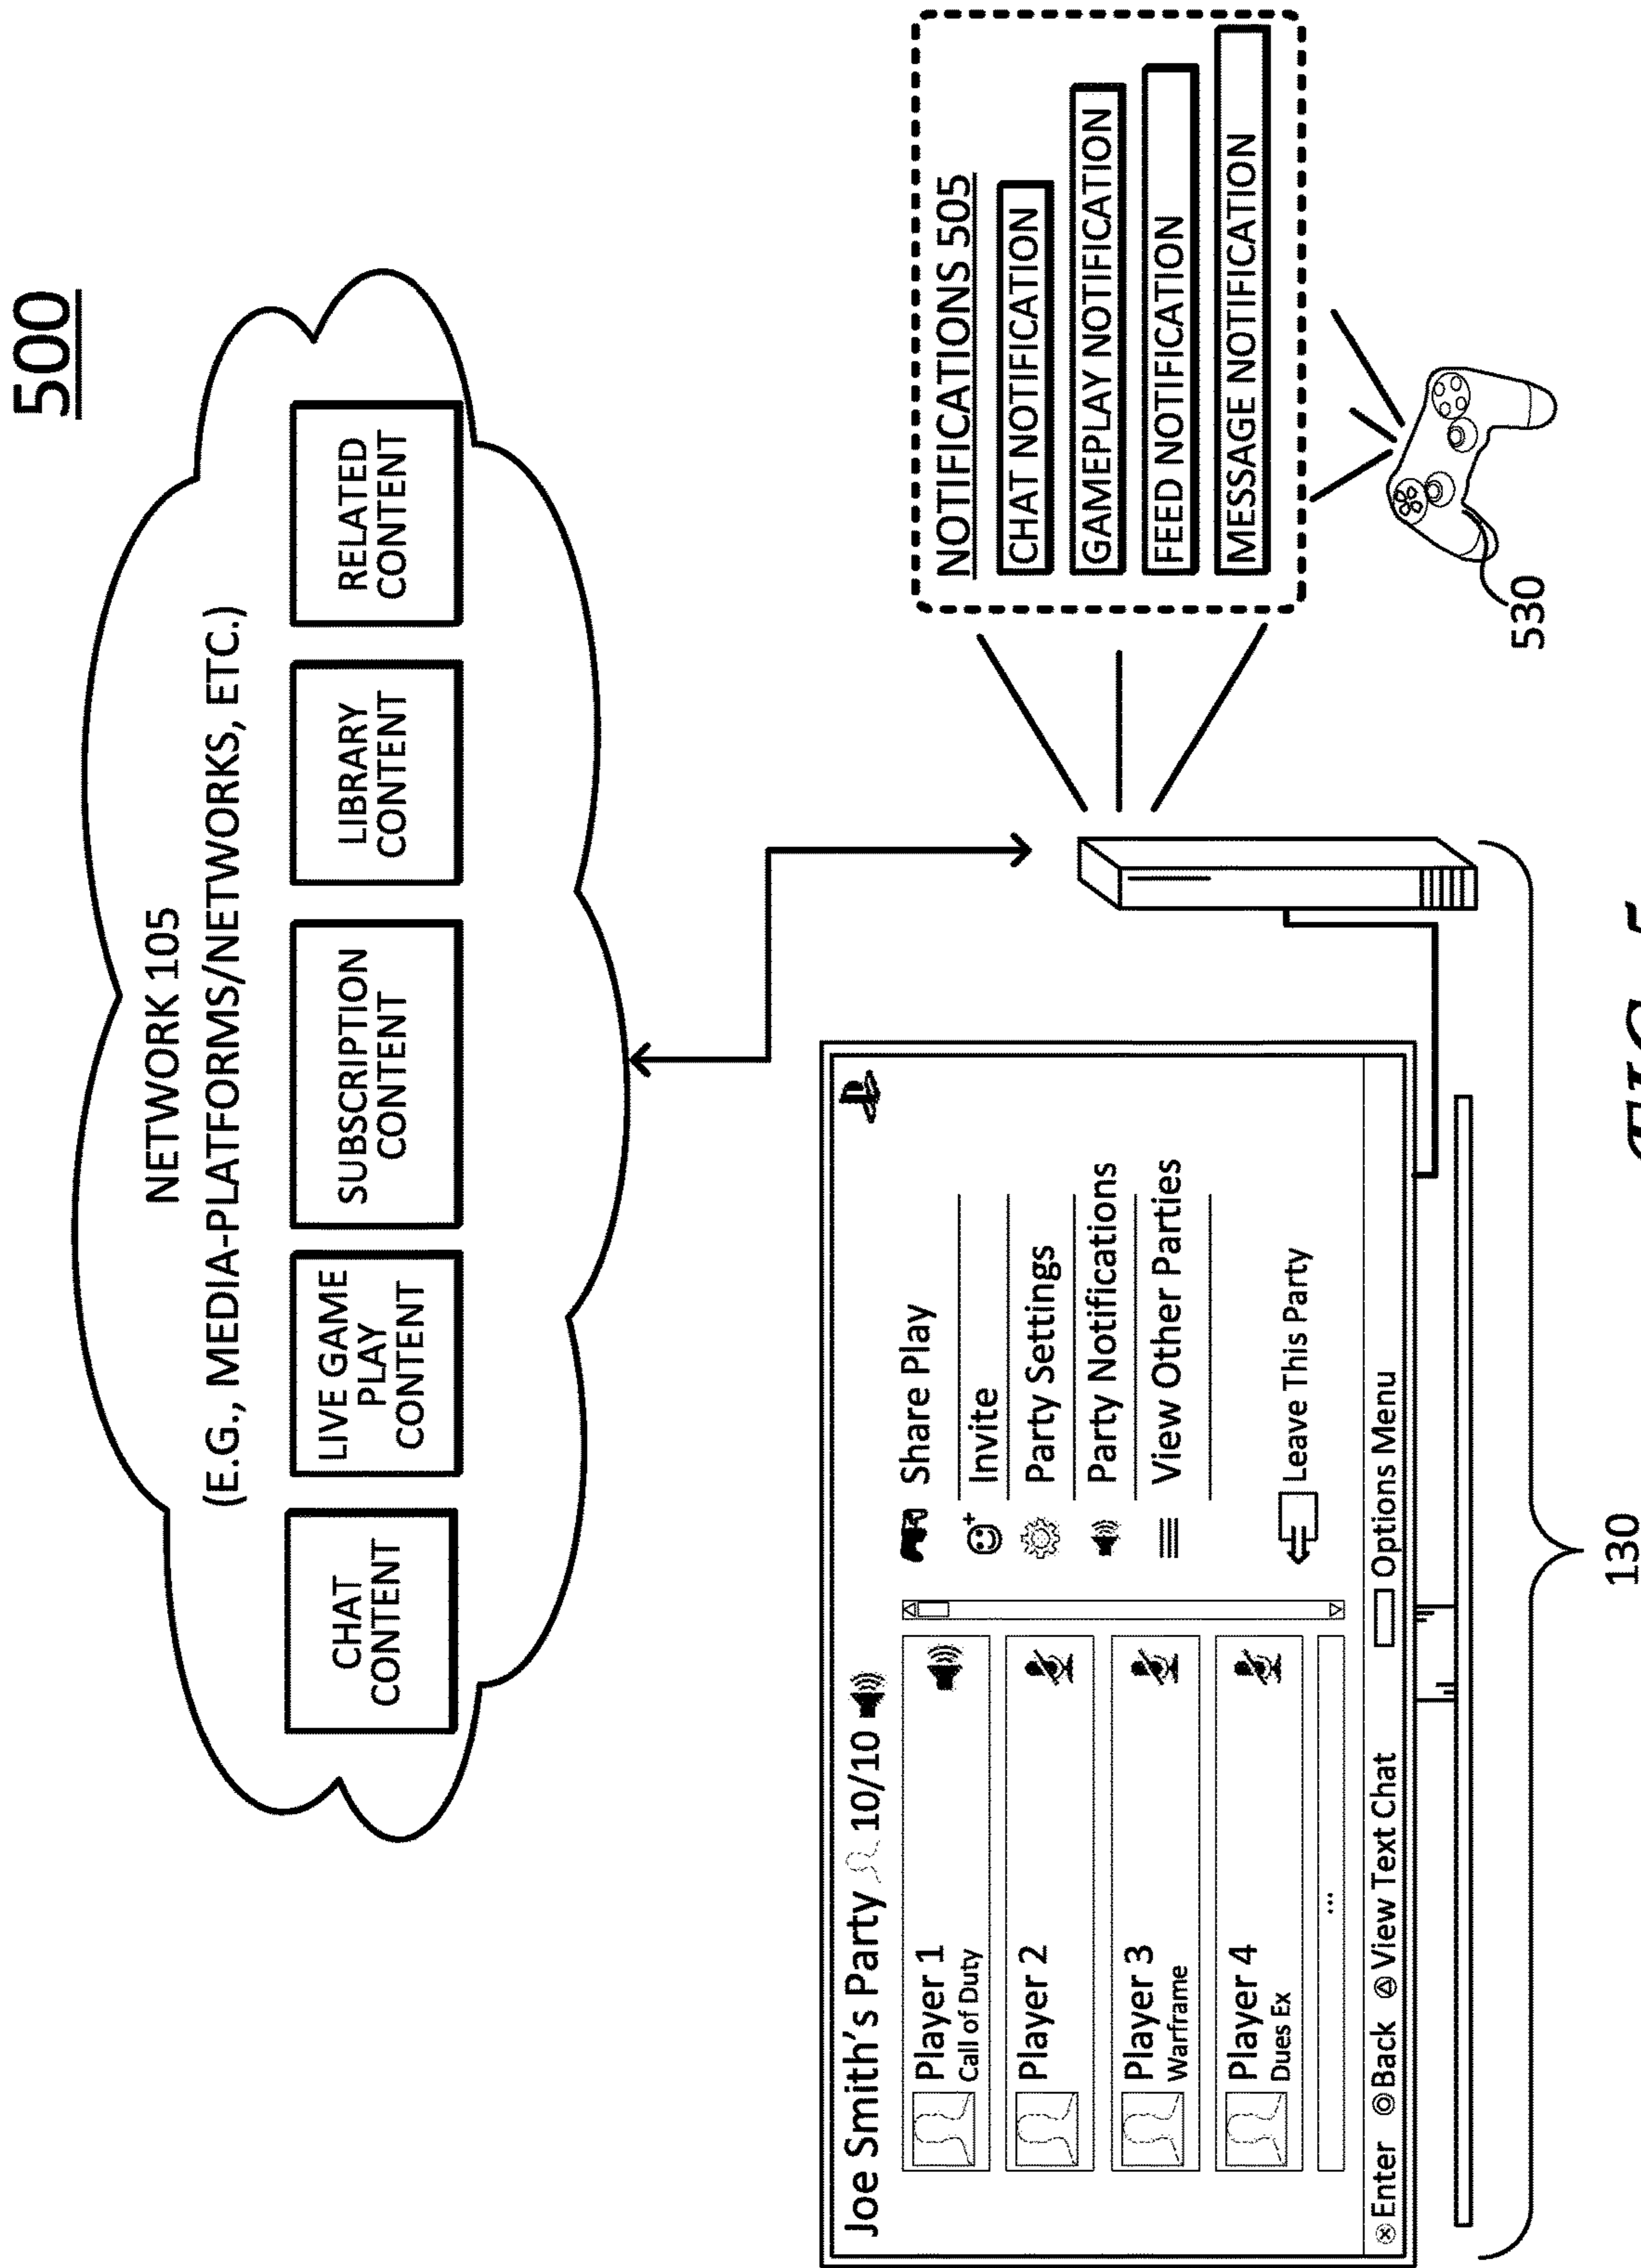 500
NETWORK 105
(E.G., MEDIA-PLATFORMS/NETWORKS, ETC.)
CHAT
CONTENT
LIVE GAME
PLAY
CONTENT
SUBSCRIPTION
CONTENT
LIBRARY
CONTENT
RELATED
CONTENT
Joe Smith's Party 10/10
Player 1
Call of Duty
Player 2
Player 3
Warframe
Player 4
Dues Ex
...
Share Play
Invite
Party Settings
Party Notifications
View Other Parties
Leave This Party
Enter Back View Text Chat Options Menu
130
NOTIFICATIONS 505
CHAT NOTIFICATION
GAMEPLAY NOTIFICATION
FEED NOTIFICATION
MESSAGE NOTIFICATION
530